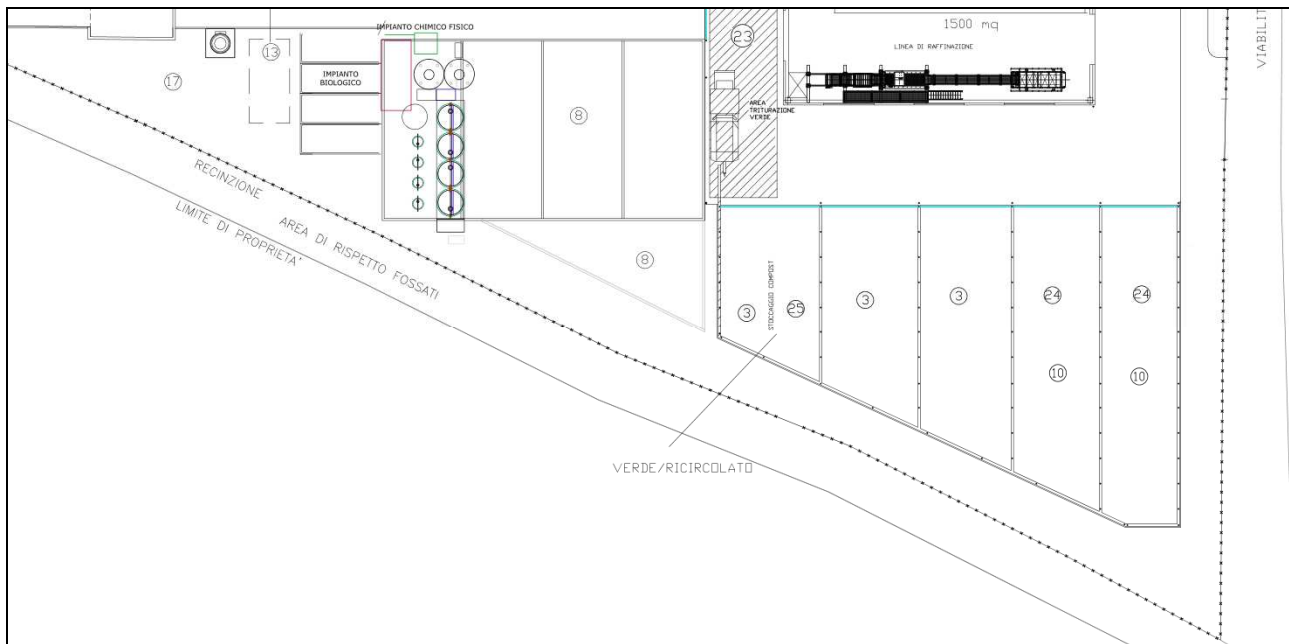 IMPIANTO CHIMICO FISICO
1500 mq
LINEA DI RAFFINAZIONE
23
13
17
IMPIANTO
BIOLOGICO
8
AREA
TRITURAZIONE
VERDE
RECINZIONE
AREA DI RISPETTO FOSSATI
LIMITE DI PROPRIETA'
8
3
25
STOCCAGGIO COMPOST
3
3
24
24
10
10
VERDE/RICIRCOLATO
VIABILIT